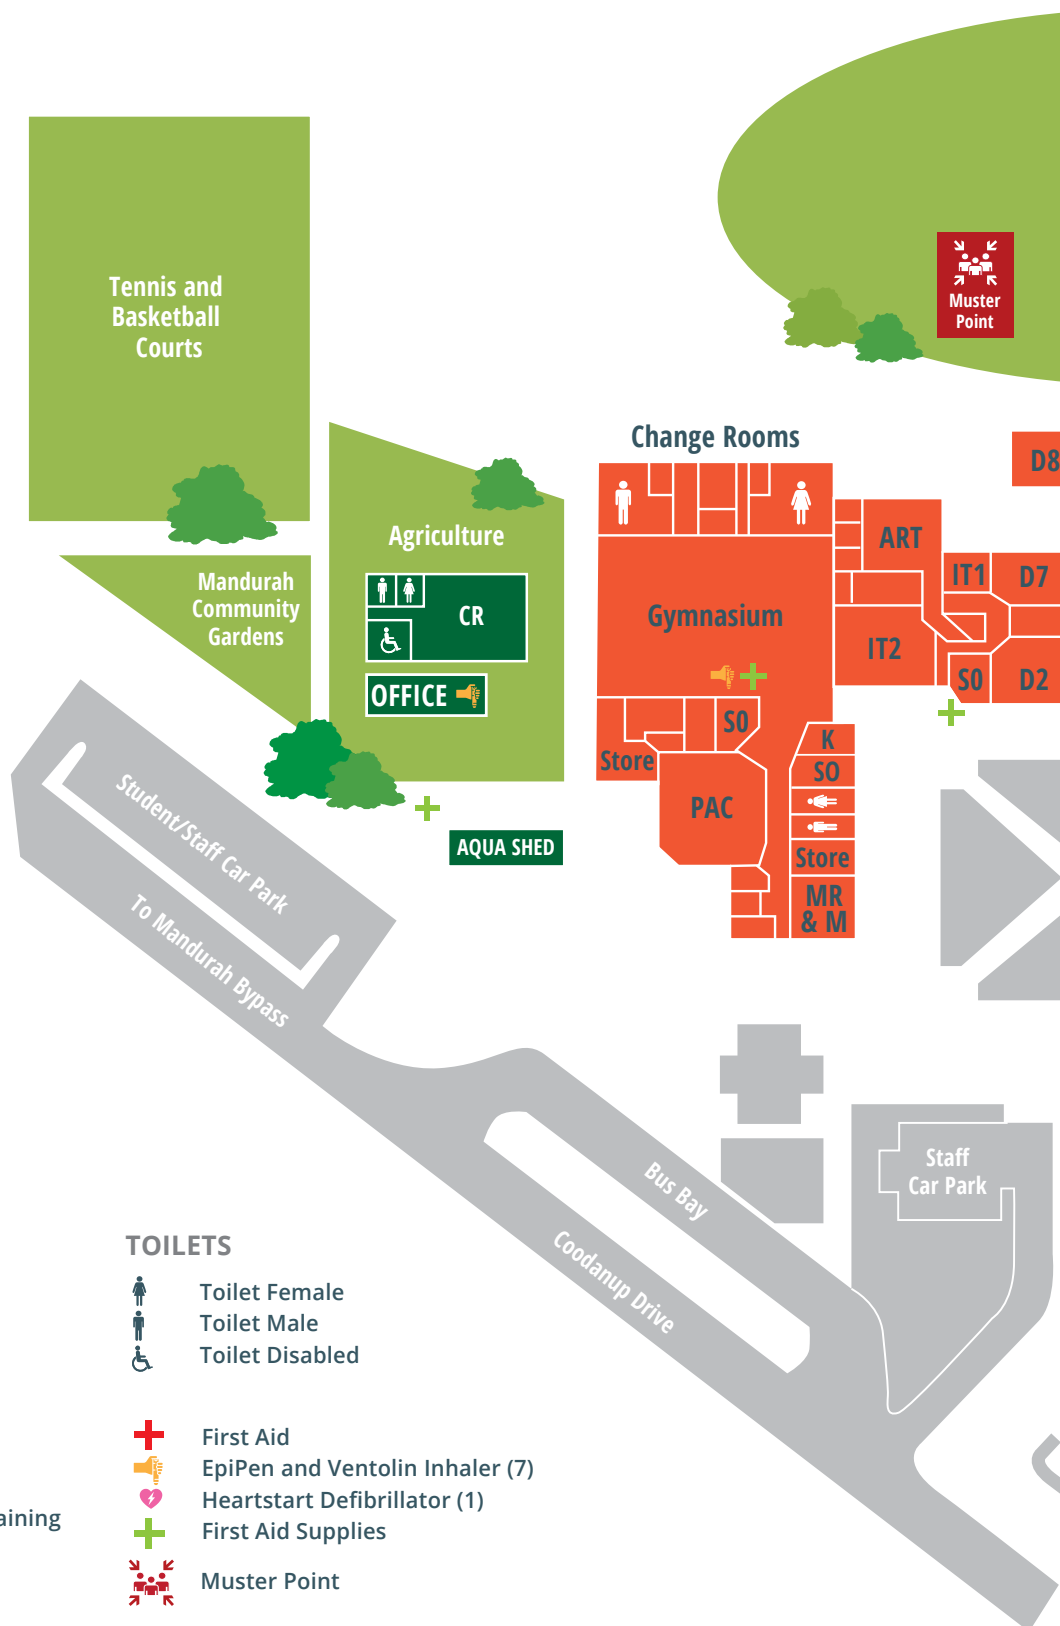 Tennis and
Basketball
Courts
Muster
Point
Change Rooms
D8
Agriculture
ART
Mandurah
Community
Gardens
CR
Gymnasium
IT1
D7
IT2
OFFICE
S0
D2
S0
K
Store
SO
PAC
Student/Staff Car Park
AQUA SHED
Store
MR
& M
To Mandurah Bypass
Staff
Car Park
Bus Bay
Coodanup Drive
TOILETS
Toilet Female
Toilet Male
Toilet Disabled
First Aid
EpiPen and Ventolin Inhaler (7)
Heartstart Defibrillator (1)
aining
First Aid Supplies
Muster Point